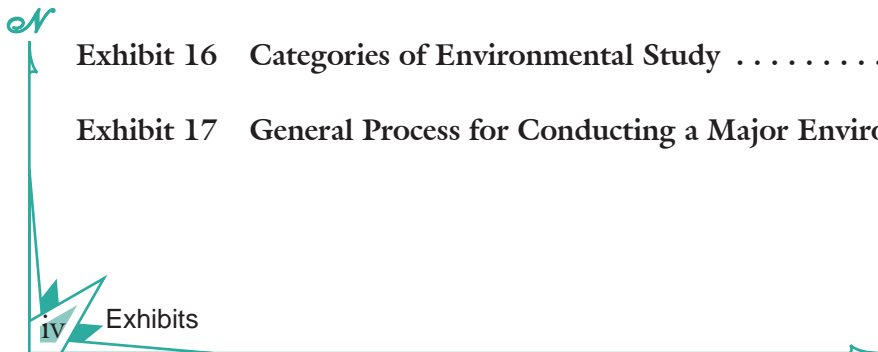 N
Exhibit 16 Categories of Environmental Study . . . . . . . . .
Exhibit 17 General Process for Conducting a Major
iv Exhibits